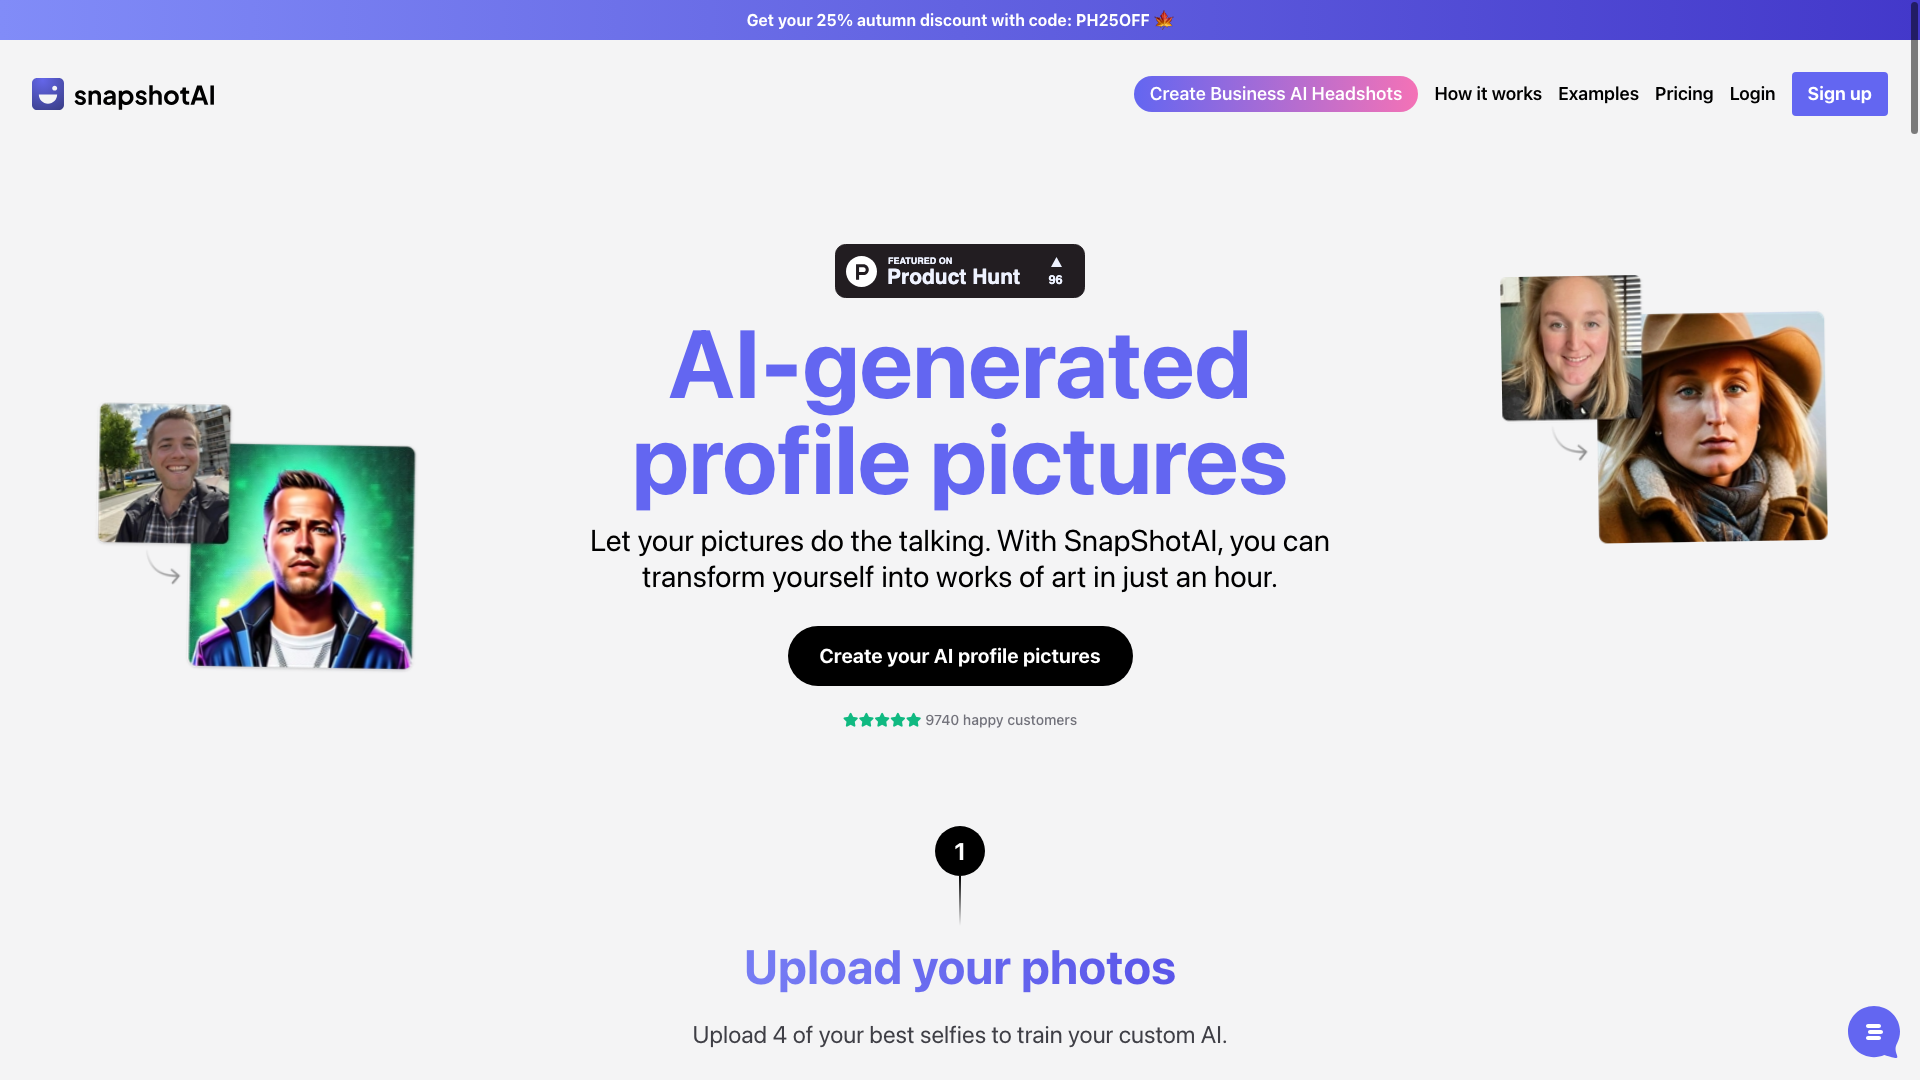 Get your 25% autumn discount with code: PH25OFF 🍁
snapshotAI
Create Business AI Headshots
How it works
Examples
Pricing
Login
Sign up
FEATURED ON
Product Hunt
96
AI-generated
profile pictures
Let your pictures do the talking. With SnapShotAI, you can
transform yourself into works of art in just an hour.
Create your AI profile pictures
9740 happy customers
1
Upload your photos
Upload 4 of your best selfies to train your custom AI.